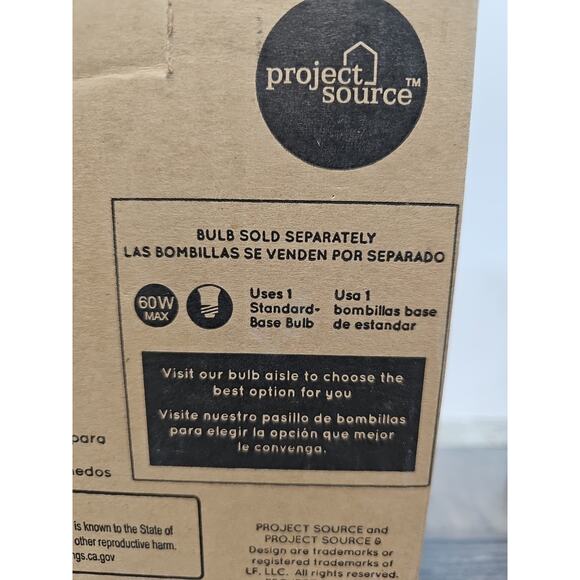 project
source™
BULB SOLD SEPARATELY
LAS BOMBILLAS SE VENDEN POR SEPARADO
60W
MAX
Uses 1
Standard-
Base Bulb
Usa 1
bombillas base
de estandar
Visit our bulb aisle to choose the
best option for you
Visite nuestro pasillo de bombillas
para elegir la opción que mejor
le convenga.
para
is known to the State of
other reproductive harm.
ngs.ca.gov
PROJECT SOURCE and
PROJECT SOURCE &
Design are trademarks or
registered trademarks of
LF, LLC. All rights reserved.